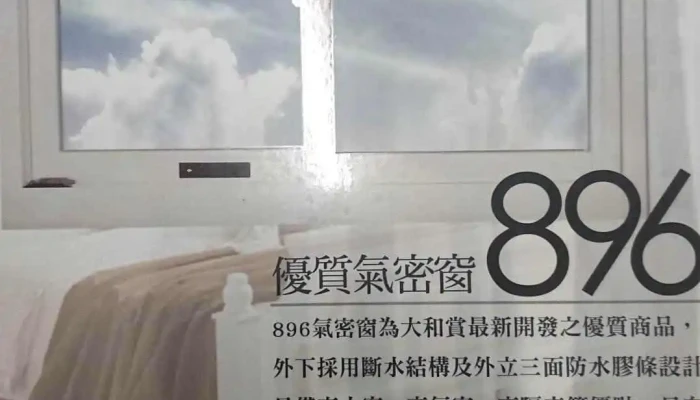 優質氣密窗 896
896氣密窗為大和賞最新開發之優質商品，
外下採用斷水結構及外立三面防水膠條設計